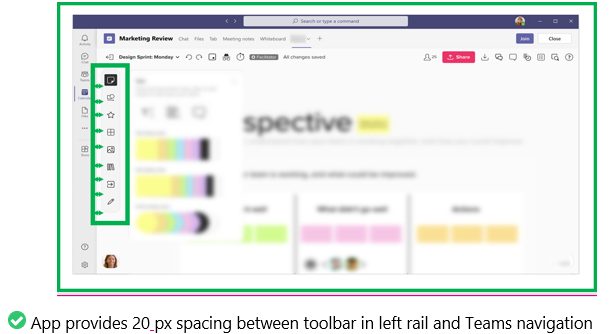 Search or type a command
Activity
Chat
Teams
Calendar
Files
Marketing Review Chat Files Tab Meeting notes Whiteboard
Join Close
Design Sprint: Monday Facilitator All changes saved
Share
spective
What didn't go well
Actions
App provides 20 px spacing between toolbar in left rail and Teams navigation